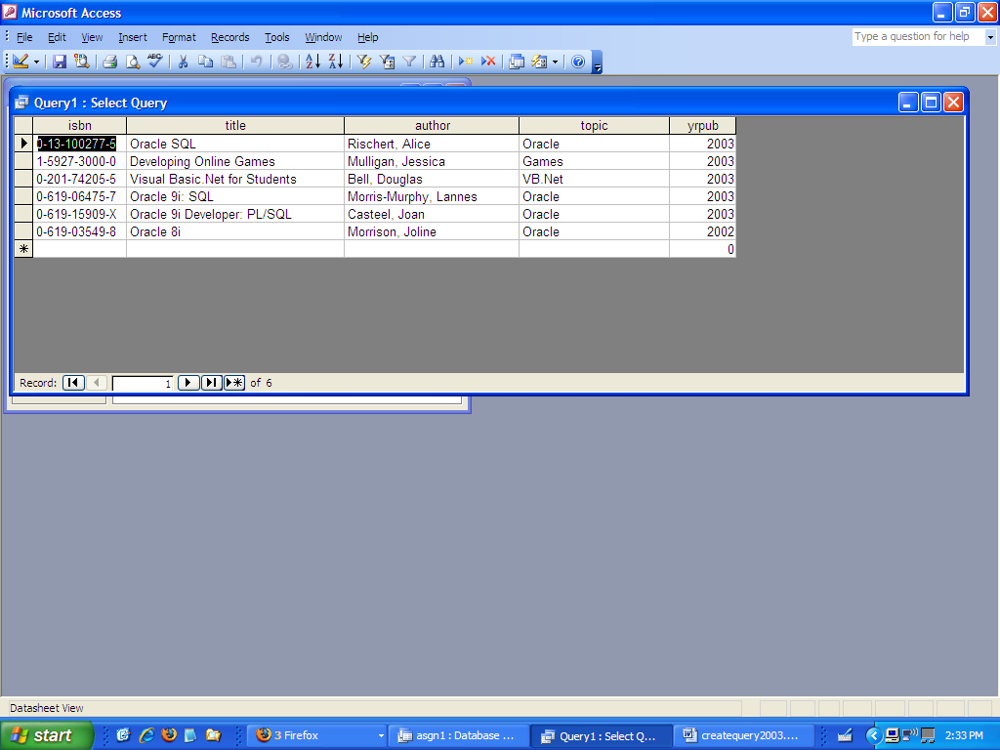 Microsoft Access
File Edit View Insert Format Records Tools Window Help
Type a question for help
Query1 : Select Query
isbn title author topic yrpub
0-13-100277-5 Oracle SQL Rischert, Alice Oracle 2003
1-5927-3000-0 Developing Online Games Mulligan, Jessica Games 2003
0-201-74205-5 Visual Basic.Net for Students Bell, Douglas VB.Net 2003
0-619-06475-7 Oracle 9i: SQL Morris-Murphy, Lannes Oracle 2003
0-619-15909-X Oracle 9i Developer: PL/SQL Casteel, Joan Oracle 2003
0-619-03549-8 Oracle 8i Morrison, Joline Oracle 2002
0
Record: 1 of 6
Datasheet View
start 3 Firefox asgn1 : Database ... Query1 : Select Q... createquery2003.... 2:33 PM